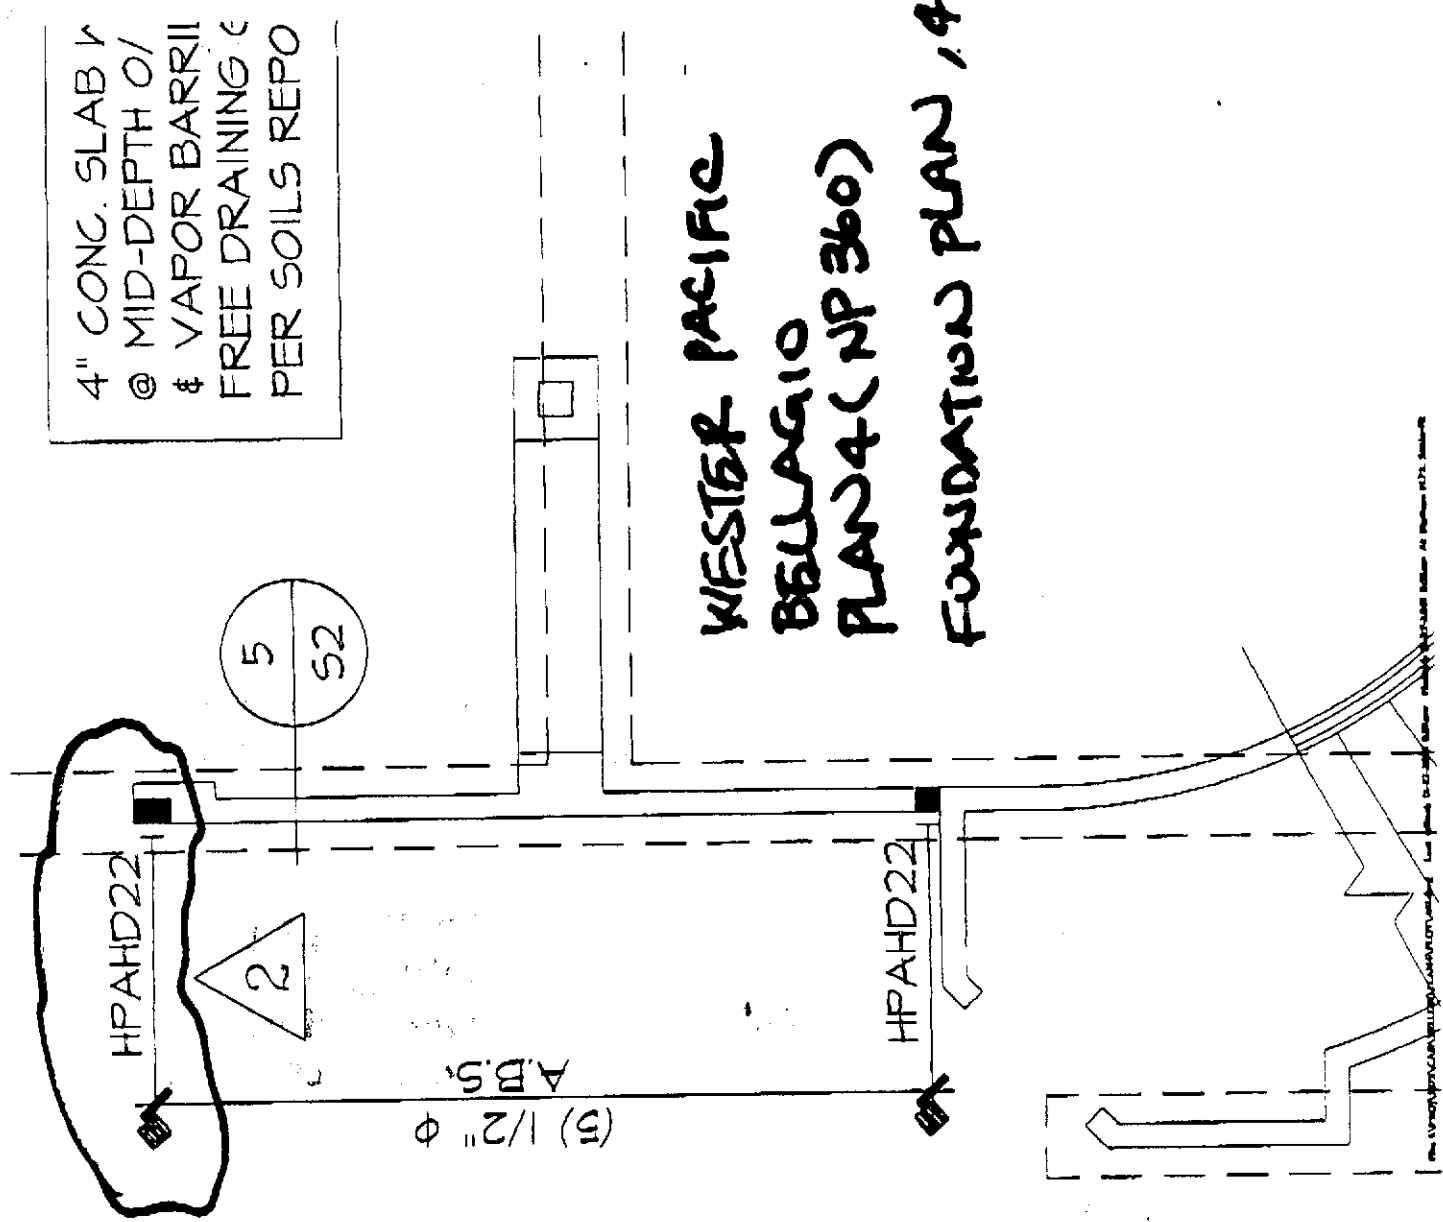 4" CONC. SLAB
@ MID-DEPTH O/
& VAPOR BARRI
FREE DRAINING
PER SOILS REPO
5
S2
WESTER PACIFIC
BELLAGIO
PLAN 4 (NP 360)
FOUNDATION PLAN
HPAHD22
2
HPAHD22
(5) 1/2" Φ
A.B.S.